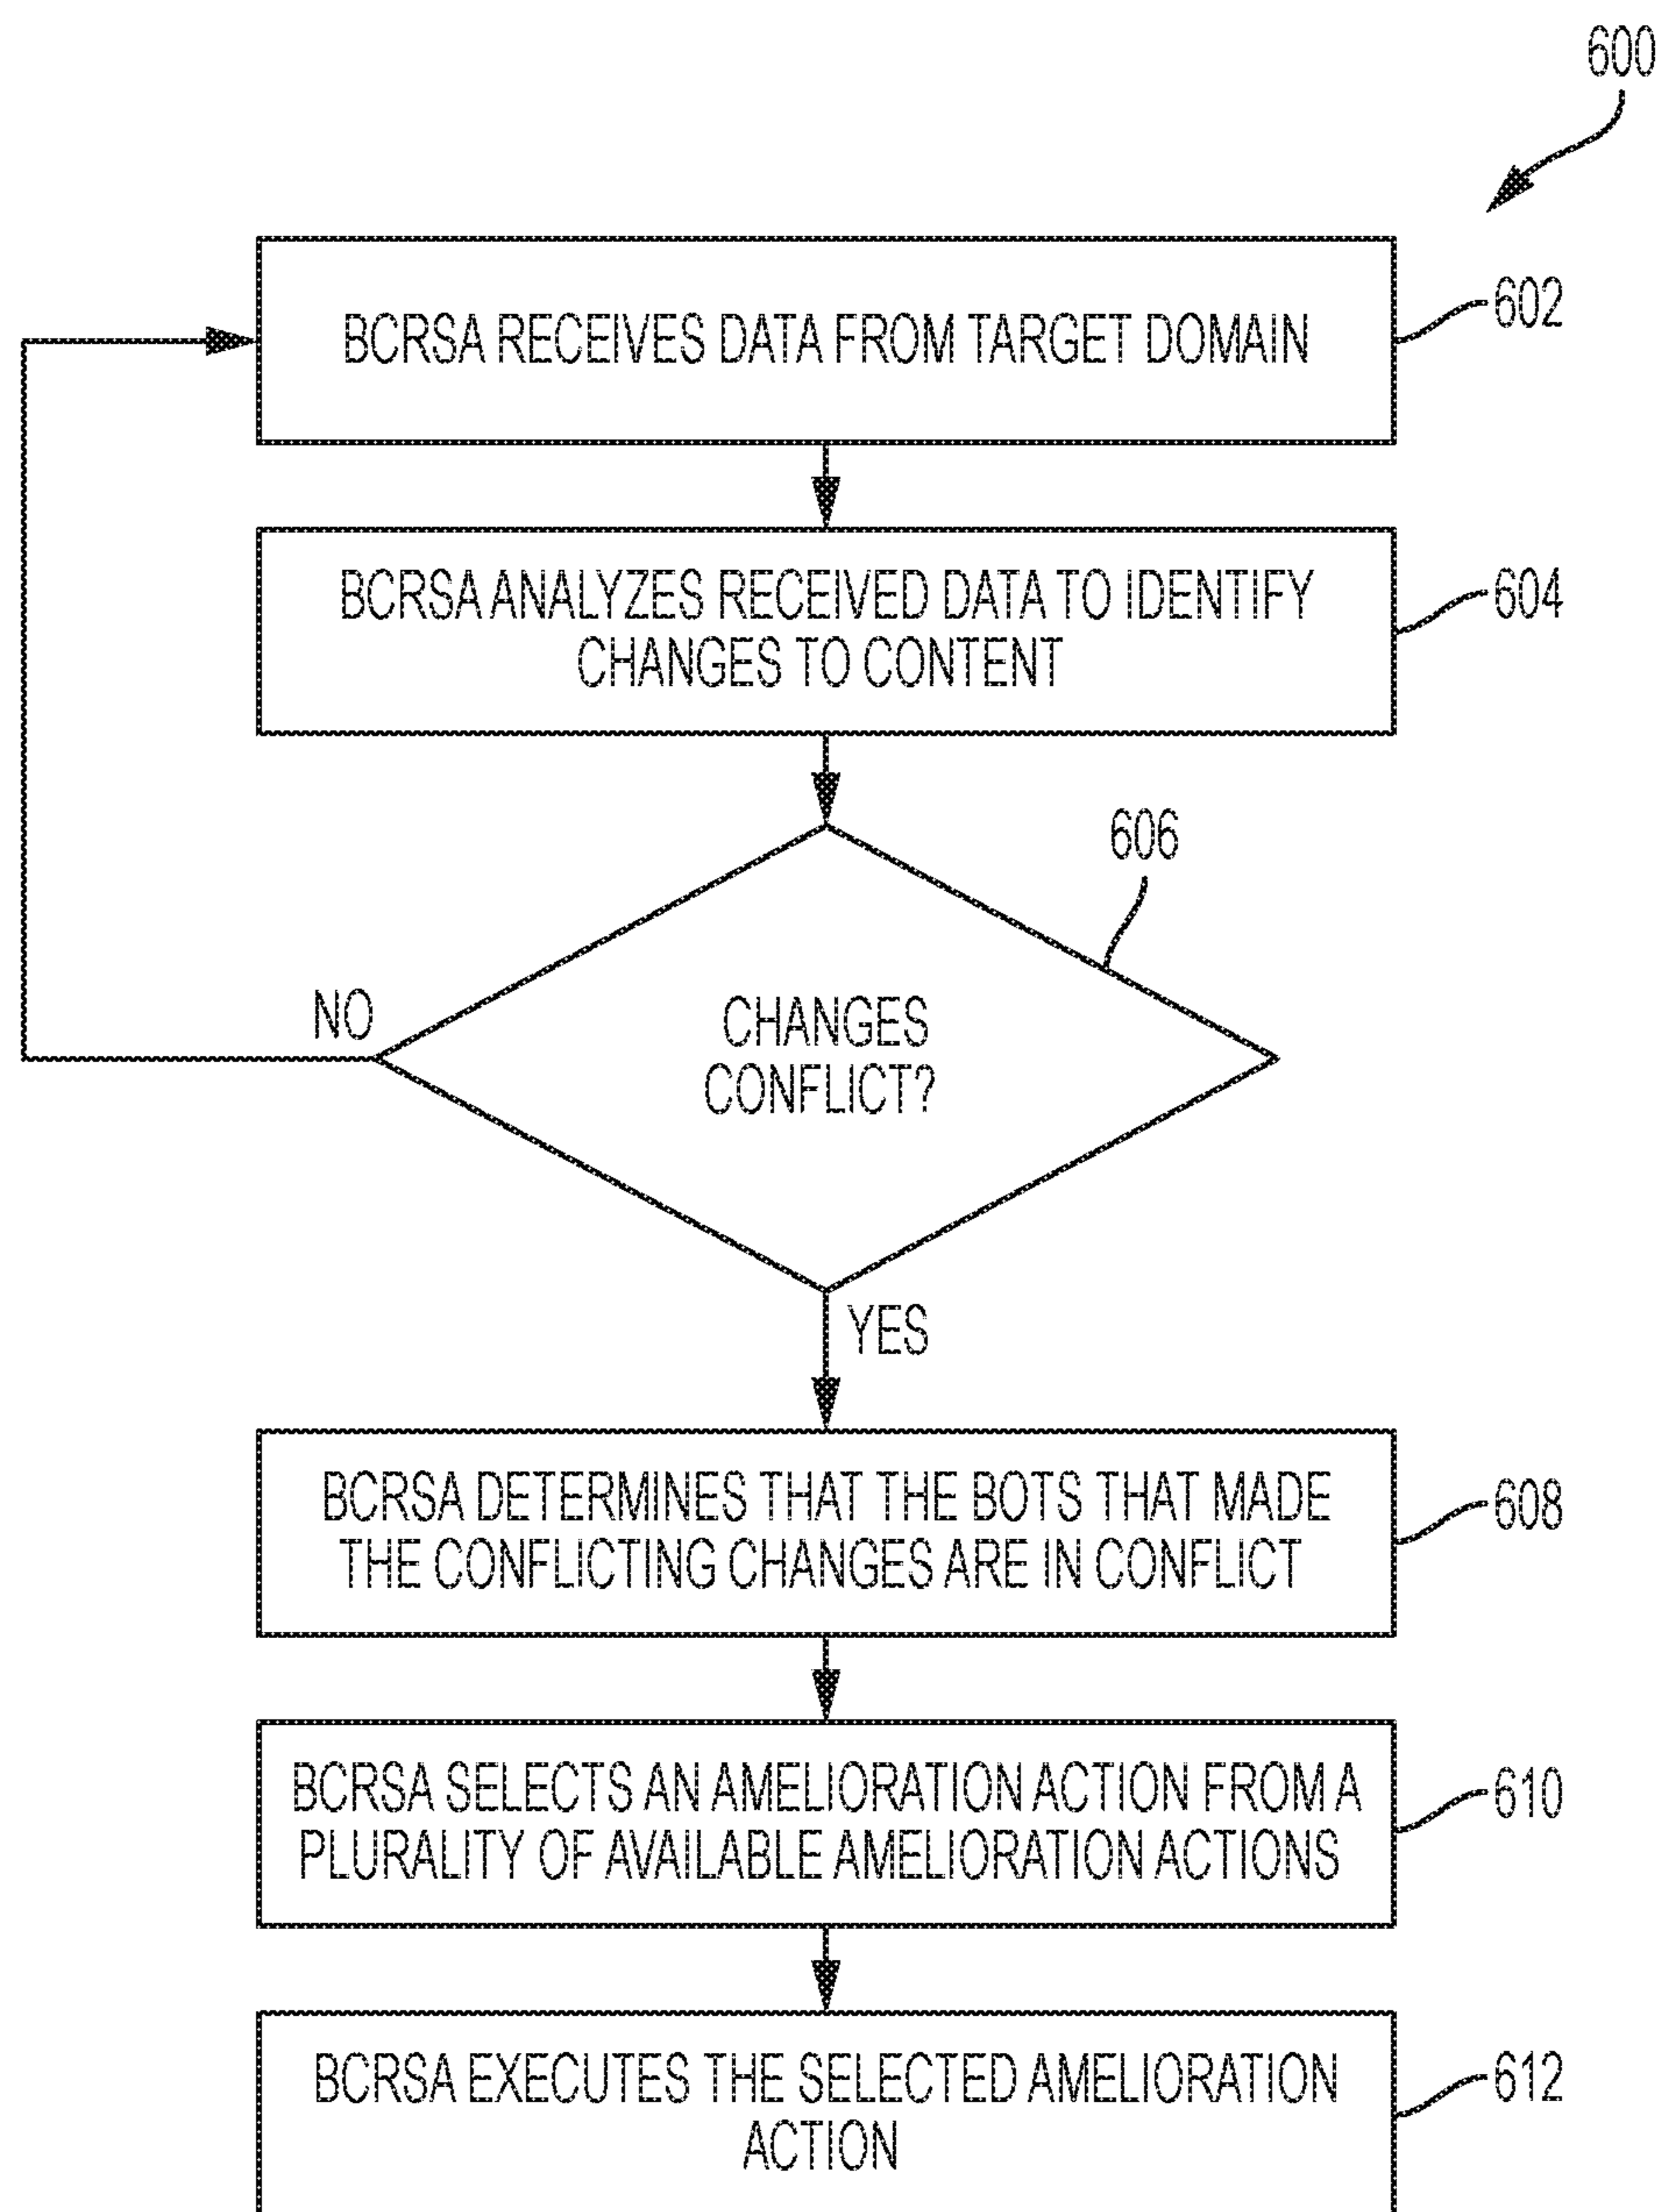 600
BCRSA RECEIVES DATA FROM TARGET DOMAIN
602
BCRSA ANALYZES RECEIVED DATA TO IDENTIFY
CHANGES TO CONTENT
604
606
CHANGES
CONFLICT?
NO
YES
BCRSA DETERMINES THAT THE BOTS THAT MADE
THE CONFLICTING CHANGES ARE IN CONFLICT
608
BCRSA SELECTS AN AMELIORATION ACTION FROM A
PLURALITY OF AVAILABLE AMELIORATION ACTIONS
610
BCRSA EXECUTES THE SELECTED AMELIORATION
ACTION
612